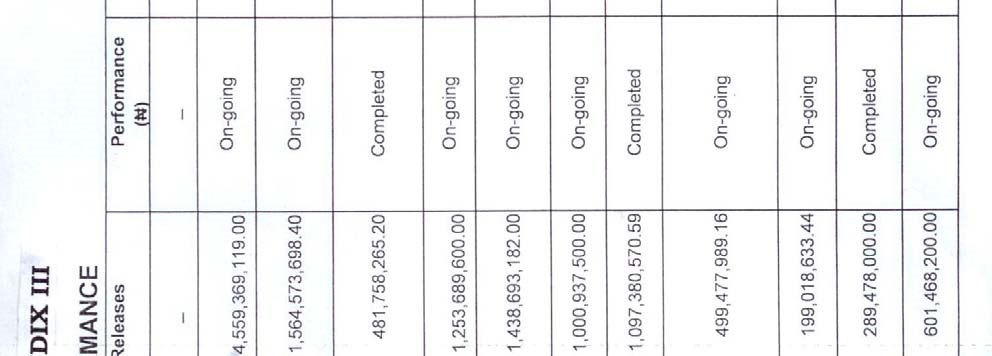 DIX III
MANCE
Releases Performance
(₦)
– –
4,559,369,119.00 On-going
1,564,573,698.40 On-going
481,758,265.20 Completed
1,253,689,600.00 On-going
1,438,693,182.00 On-going
1,000,937,500.00 On-going
1,097,380,570.59 Completed
499,477,989.16 On-going
199,018,633.44 On-going
289,478,000.00 Completed
601,468,200.00 On-going